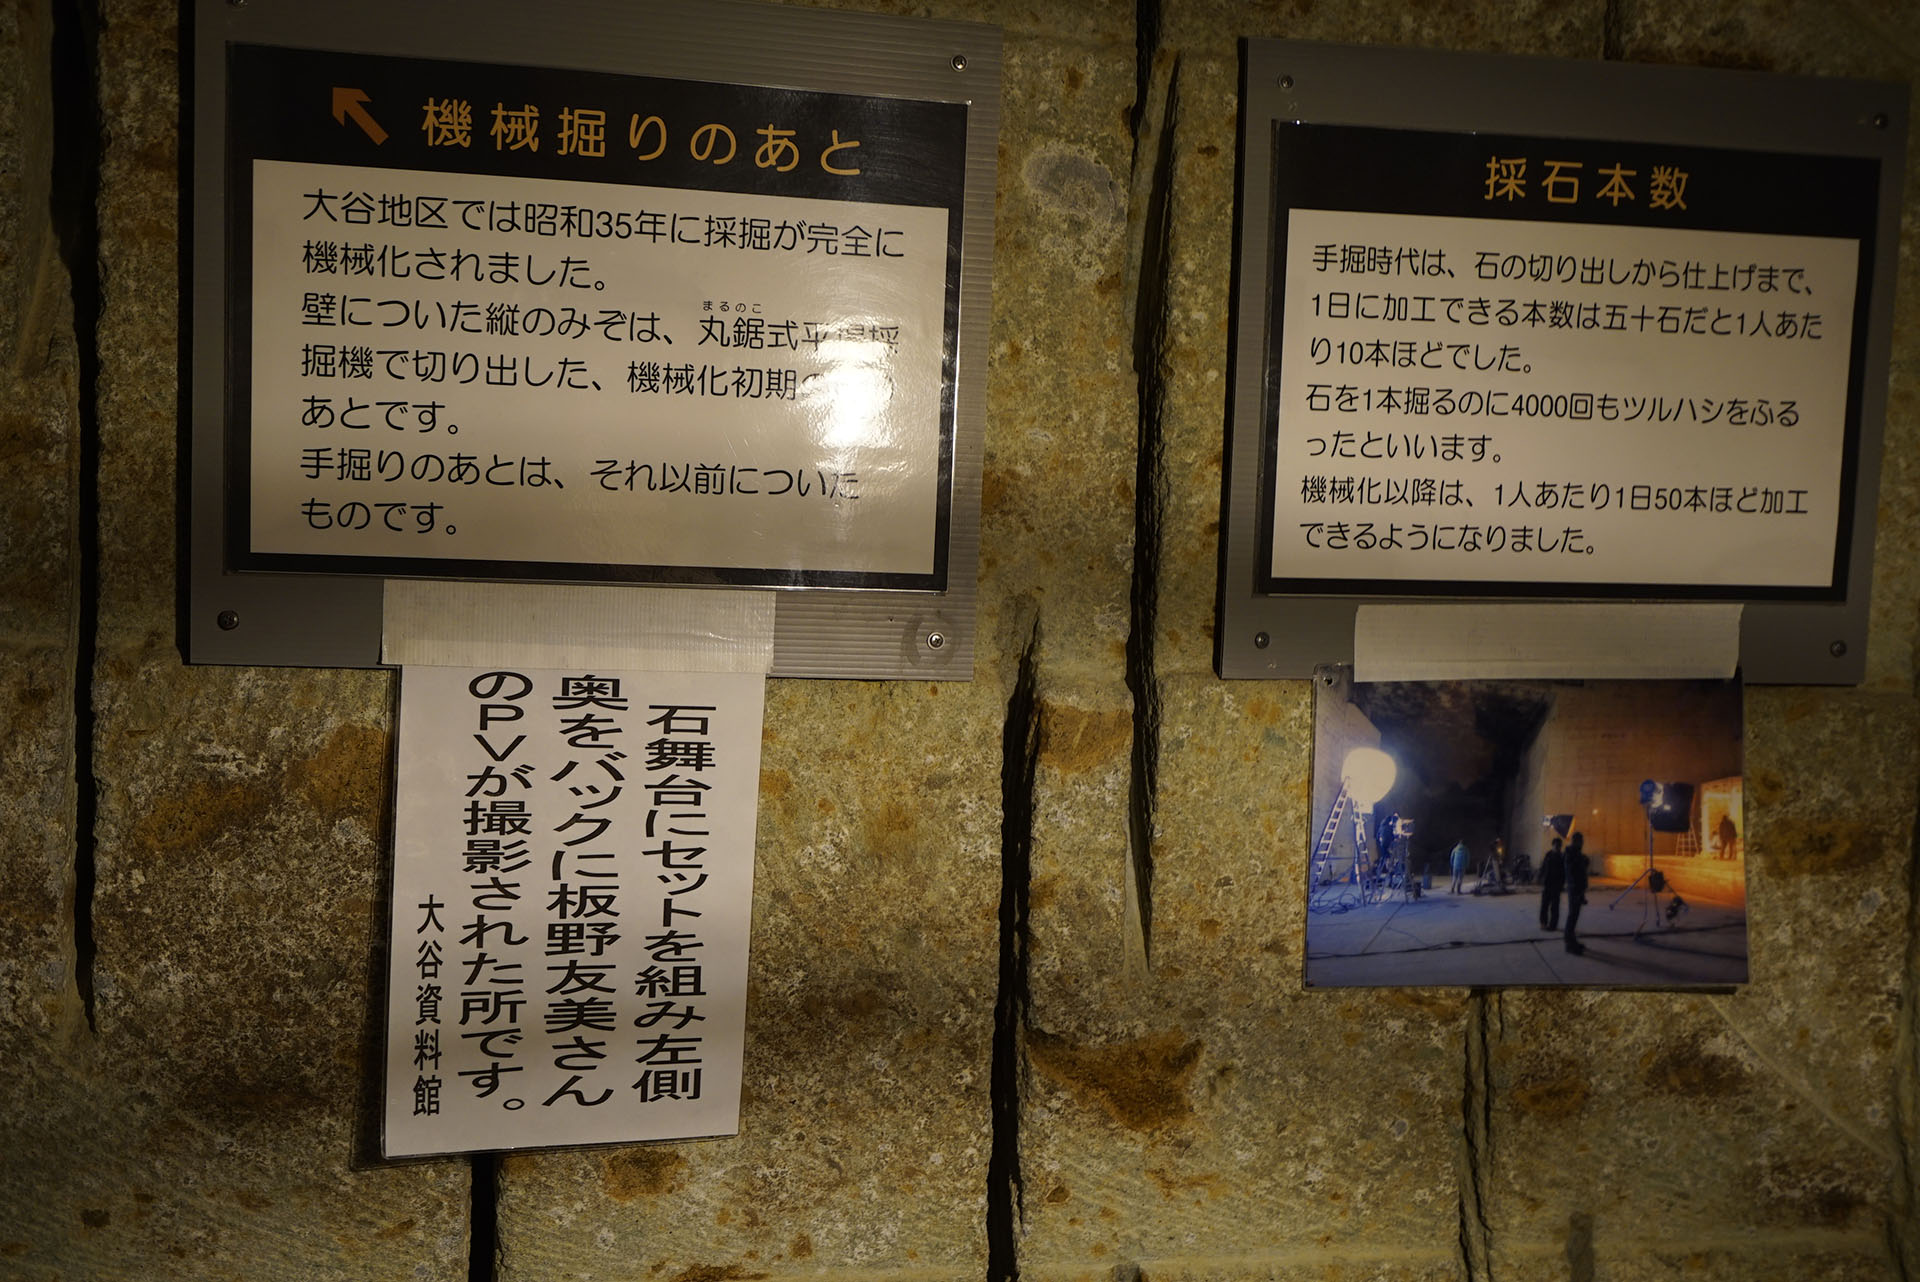 機械掘りのあと
大谷地区では昭和35年に採掘が完全に
機械化されました。
まるのこ
壁についた縦のみぞは、丸鋸式平場採
掘機で切り出した、機械化初期の
あとです。
手掘りのあとは、それ以前についた
ものです。
石舞台にセットを組み左側
奥をバックに板野友美さん
のPVが撮影された所です。
大谷資料館
採石本数
手掘時代は、石の切り出しから仕上げまで、
1日に加工できる本数は五十石だと1人あた
り10本ほどでした。
石を1本掘るのに4000回もツルハシをふる
ったといいます。
機械化以降は、1人あたり1日50本ほど加工
できるようになりました。